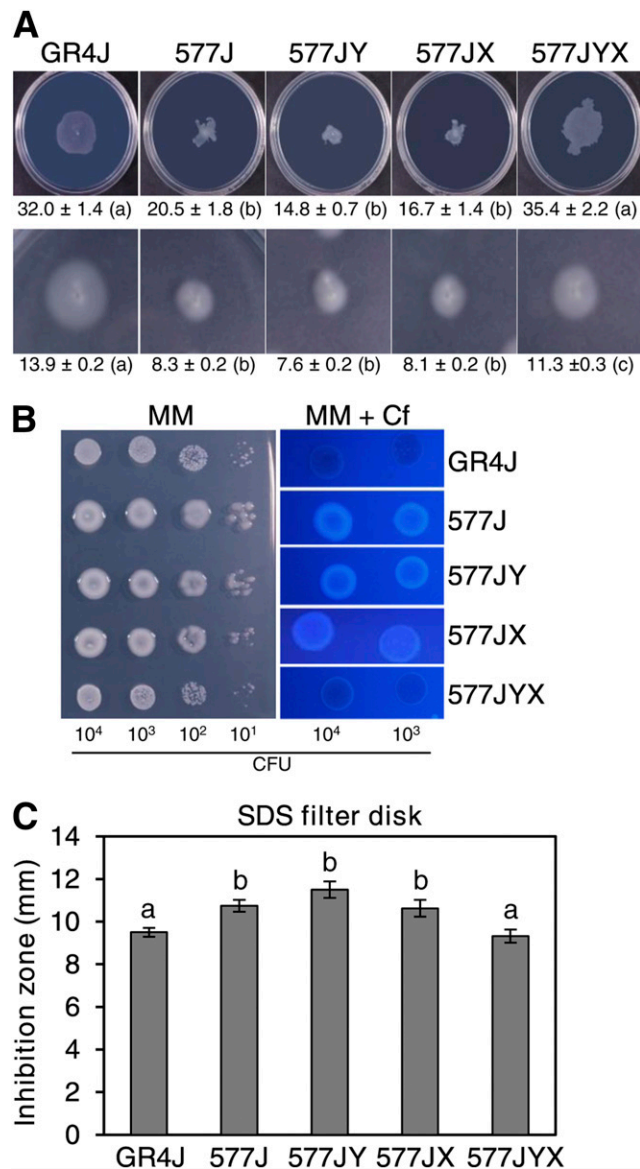 A
GR4J 577J 577JY 577JX 577JYX
32.0 ± 1.4 (a) 20.5 ± 1.8 (b) 14.8 ± 0.7 (b) 16.7 ± 1.4 (b) 35.4 ± 2.2 (a)
13.9 ± 0.2 (a) 8.3 ± 0.2 (b) 7.6 ± 0.2 (b) 8.1 ± 0.2 (b) 11.3 ±0.3 (c)
B MM MM + Cf
GR4J
577J
577JY
577JX
577JYX
10⁴ 10³ 10² 10¹ 10⁴ 10³
CFU
C SDS filter disk
Inhibition zone (mm)
14
12
10
8
6
4
2
0
a b b b a
GR4J 577J 577JY 577JX 577JYX